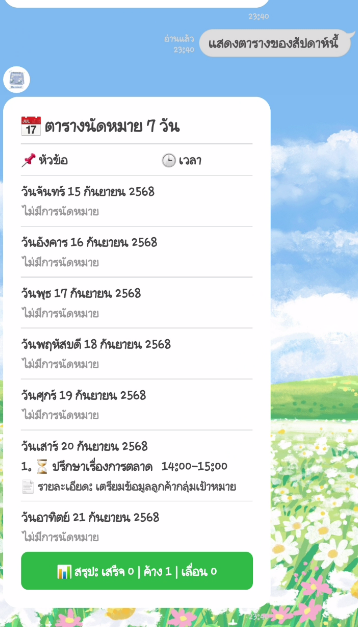 23:40
อ่านแล้ว
23:40
แสดงตารางของสัปดาห์นี้
ตารางนัดหมาย 7 วัน
หัวข้อ เวลา
วันจันทร์ 15 กันยายน 2568
ไม่มีการนัดหมาย
วันอังคาร 16 กันยายน 2568
ไม่มีการนัดหมาย
วันพุธ 17 กันยายน 2568
ไม่มีการนัดหมาย
วันพฤหัสบดี 18 กันยายน 2568
ไม่มีการนัดหมาย
วันศุกร์ 19 กันยายน 2568
ไม่มีการนัดหมาย
วันเสาร์ 20 กันยายน 2568
1. ⏳ ปรึกษาเรื่องการตลาด 14:00-15:00
รายละเอียด: เตรียมข้อมูลลูกค้ากลุ่มเป้าหมาย
วันอาทิตย์ 21 กันยายน 2568
ไม่มีการนัดหมาย
สรุป: เสร็จ 0 | ค้าง 1 | เลื่อน 0
23:40